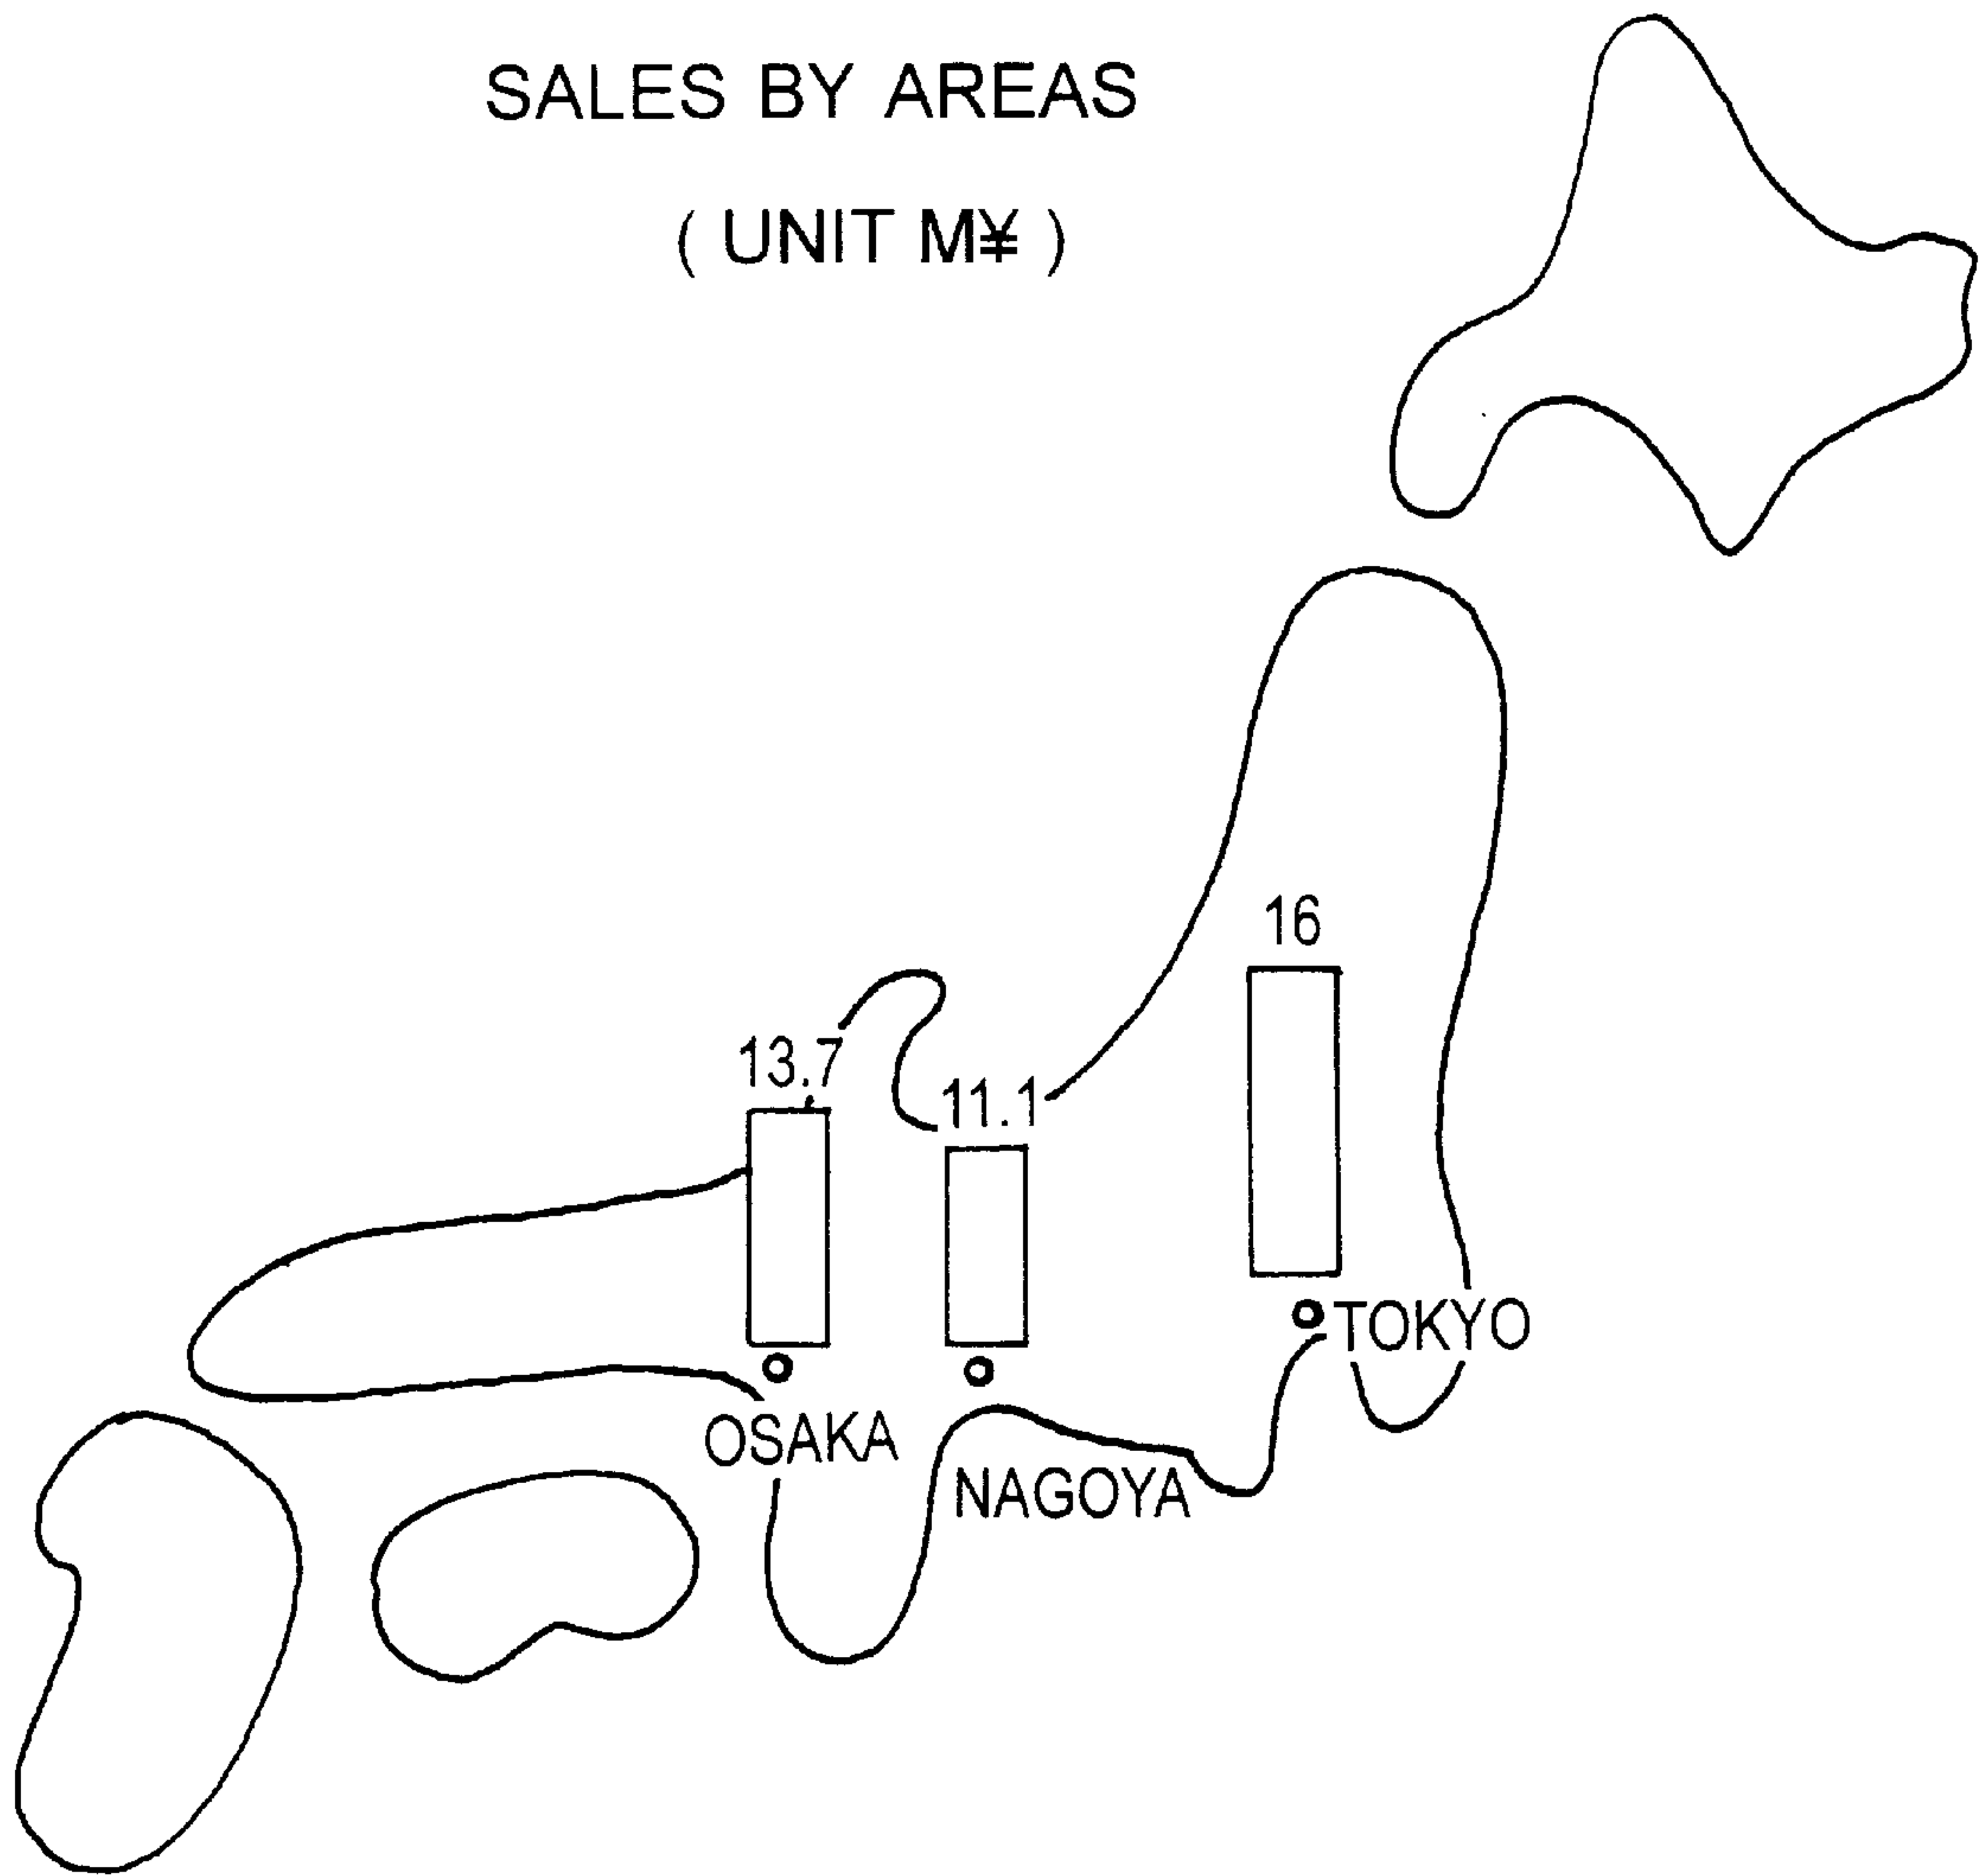 SALES BY AREAS
( UNIT M¥ )
16
13.7
11.1
TOKYO
OSAKA
NAGOYA